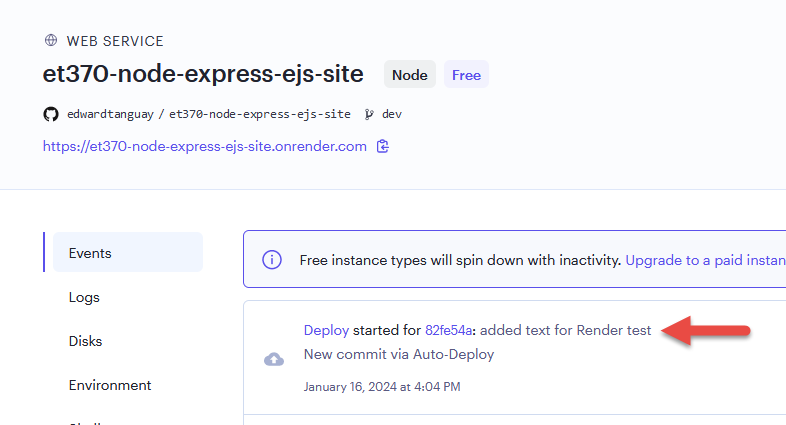 WEB SERVICE
et370-node-express-ejs-site Node Free
edwardtanguay / et370-node-express-ejs-site dev
https://et370-node-express-ejs-site.onrender.com
Events
Logs
Disks
Environment
Free instance types will spin down with inactivity. Upgrade to a paid instan
Deploy started for 82fe54a: added text for Render test
New commit via Auto-Deploy
January 16, 2024 at 4:04 PM